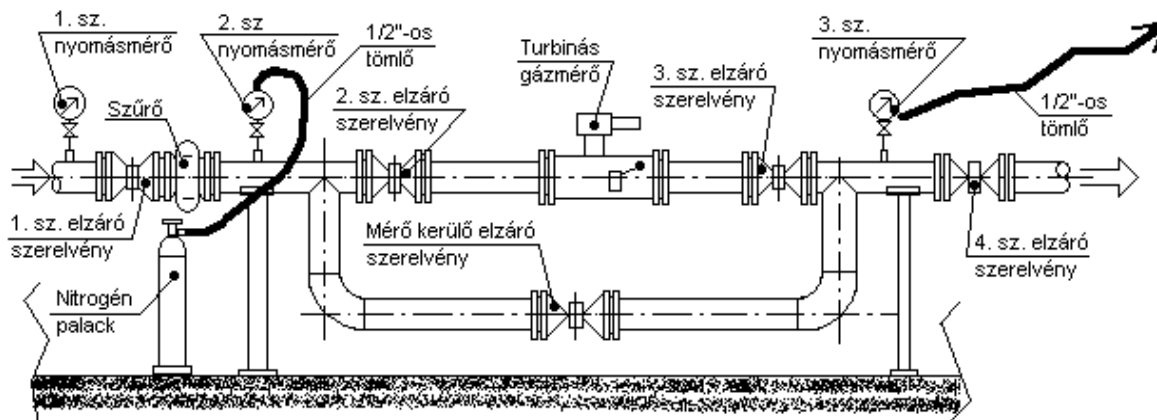 1. sz.
nyomásmérő
2. sz
nyomásmérő
1/2"-os
tömlő
Turbinás
gázmérő
3. sz.
nyomásmérő
Szűrő
2. sz. elzáró
szerelvény
3. sz. elzáró
szerelvény
1/2"-os
tömlő
1. sz. elzáró
szerelvény
Mérő kerülő elzáró
szerelvény
4. sz. elzáró
szerelvény
Nitrogén
palack